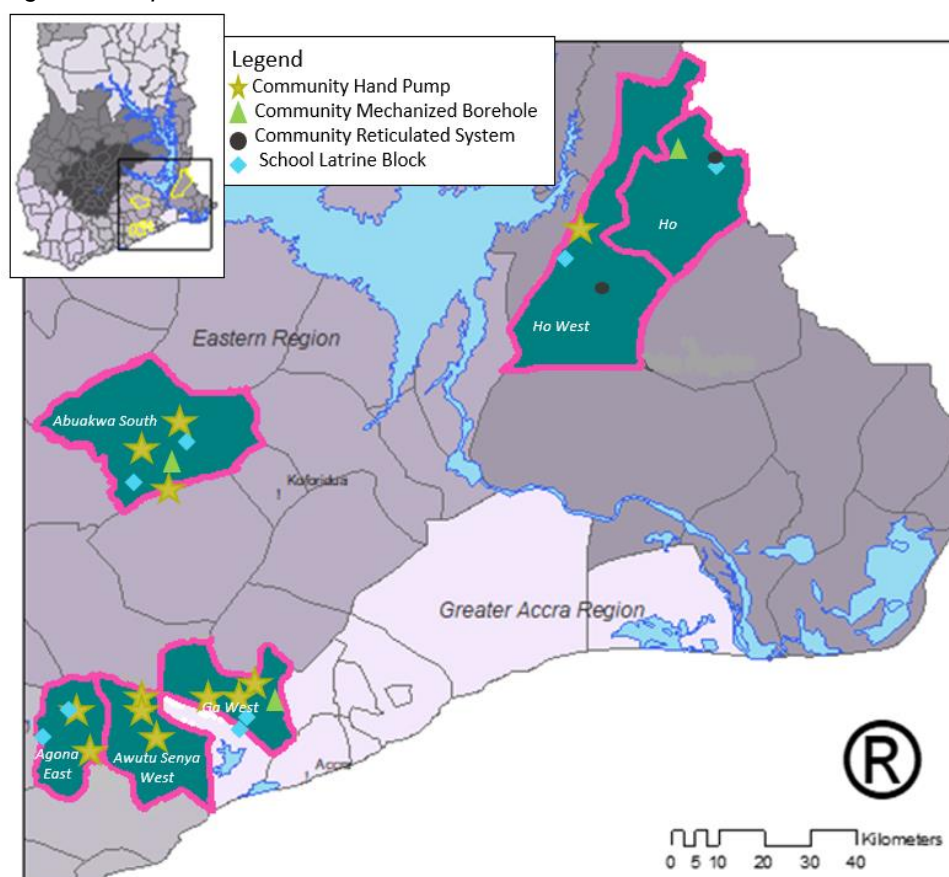 Legend
Community Hand Pump
Community Mechanized Borehole
Community Reticulated System
School Latrine Block
Ho
Ho West
Eastern Region
Abuakwa South
Koforidua
Greater Accra Region
Ga West
Agona
East
Awutu Senya
West
Accra
®
Kilometers
0 5 10 20 30 40